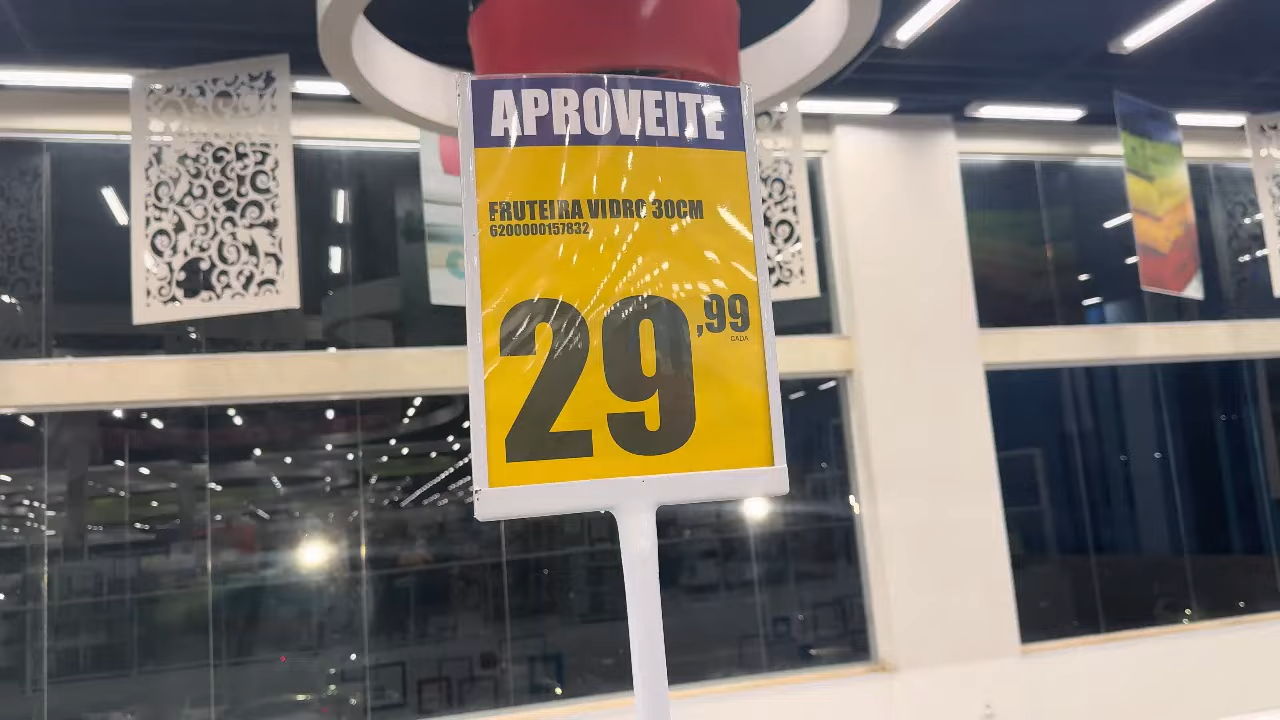 APROVEITE
FRUTEIRA VIDRO 30CM
6200000157832
29,99
CADA